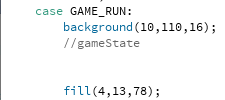 case GAME_RUN:
background(10,110,16);
//gameState
fill(4,13,78);